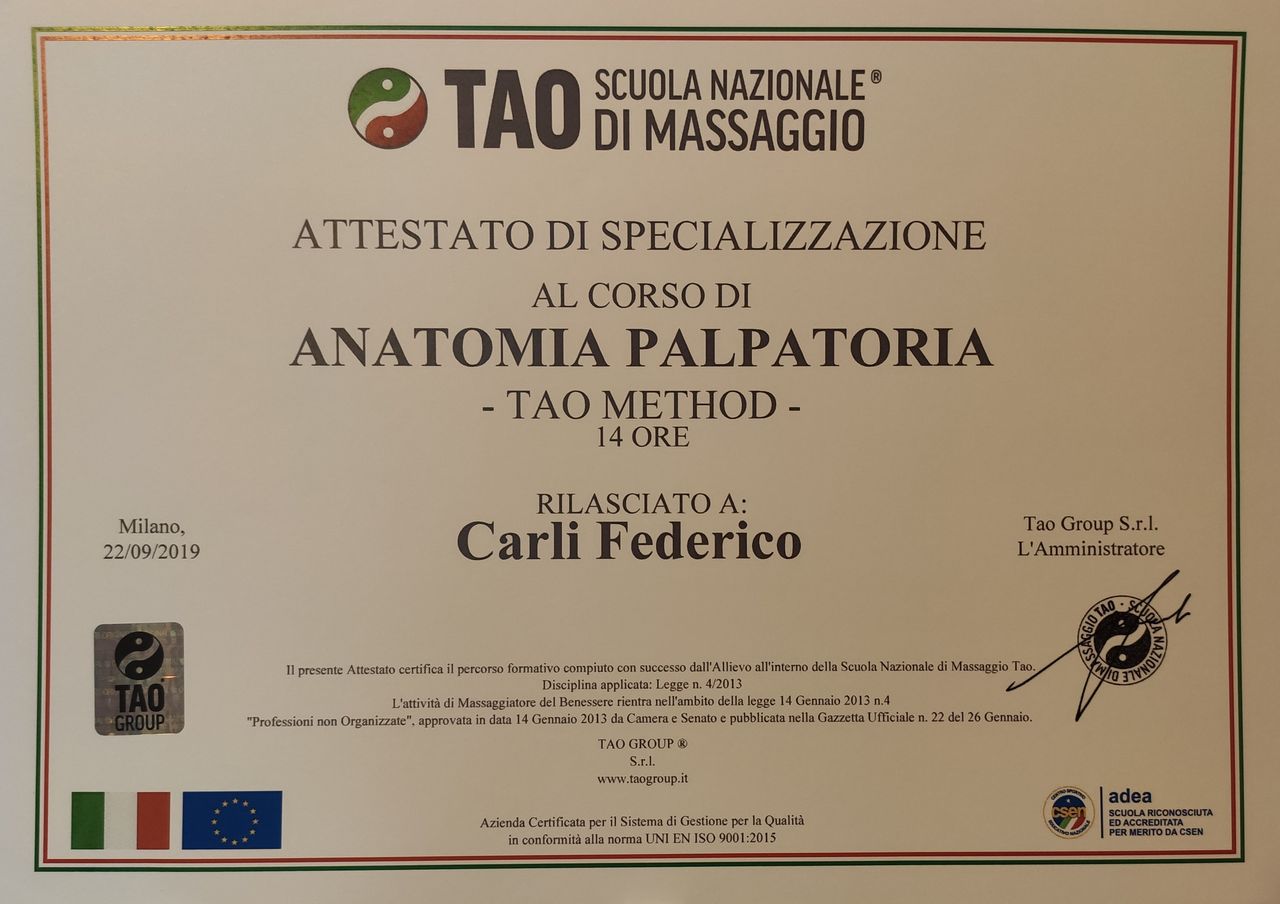 TAO SCUOLA NAZIONALE®
DI MASSAGGIO
ATTESTATO DI SPECIALIZZAZIONE
AL CORSO DI
ANATOMIA PALPATORIA
- TAO METHOD -
14 ORE
RILASCIATO A:
Carli Federico
Milano,
22/09/2019
Tao Group S.r.l.
L'Amministratore
MASSAGGIO TAO · SCUOLA NAZIONALE DI
TAO
GROUP
Il presente Attestato certifica il percorso formativo compiuto con successo dall'Allievo all'interno della Scuola Nazionale di Massaggio Tao.
Disciplina applicata: Legge n. 4/2013
L'attività di Massaggiatore del Benessere rientra nell'ambito della legge 14 Gennaio 2013 n.4
"Professioni non Organizzate", approvata in data 14 Gennaio 2013 da Camera e Senato e pubblicata nella Gazzetta Ufficiale n. 22 del 26 Gennaio.
TAO GROUP ®
S.r.l.
www.taogroup.it
Azienda Certificata per il Sistema di Gestione per la Qualità
in conformità alla norma UNI EN ISO 9001:2015
CENTRO SPORTIVO
csen
EDUCATIVO NAZIONALE
adea
SCUOLA RICONOSCIUTA
ED ACCREDITATA
PER MERITO DA CSEN